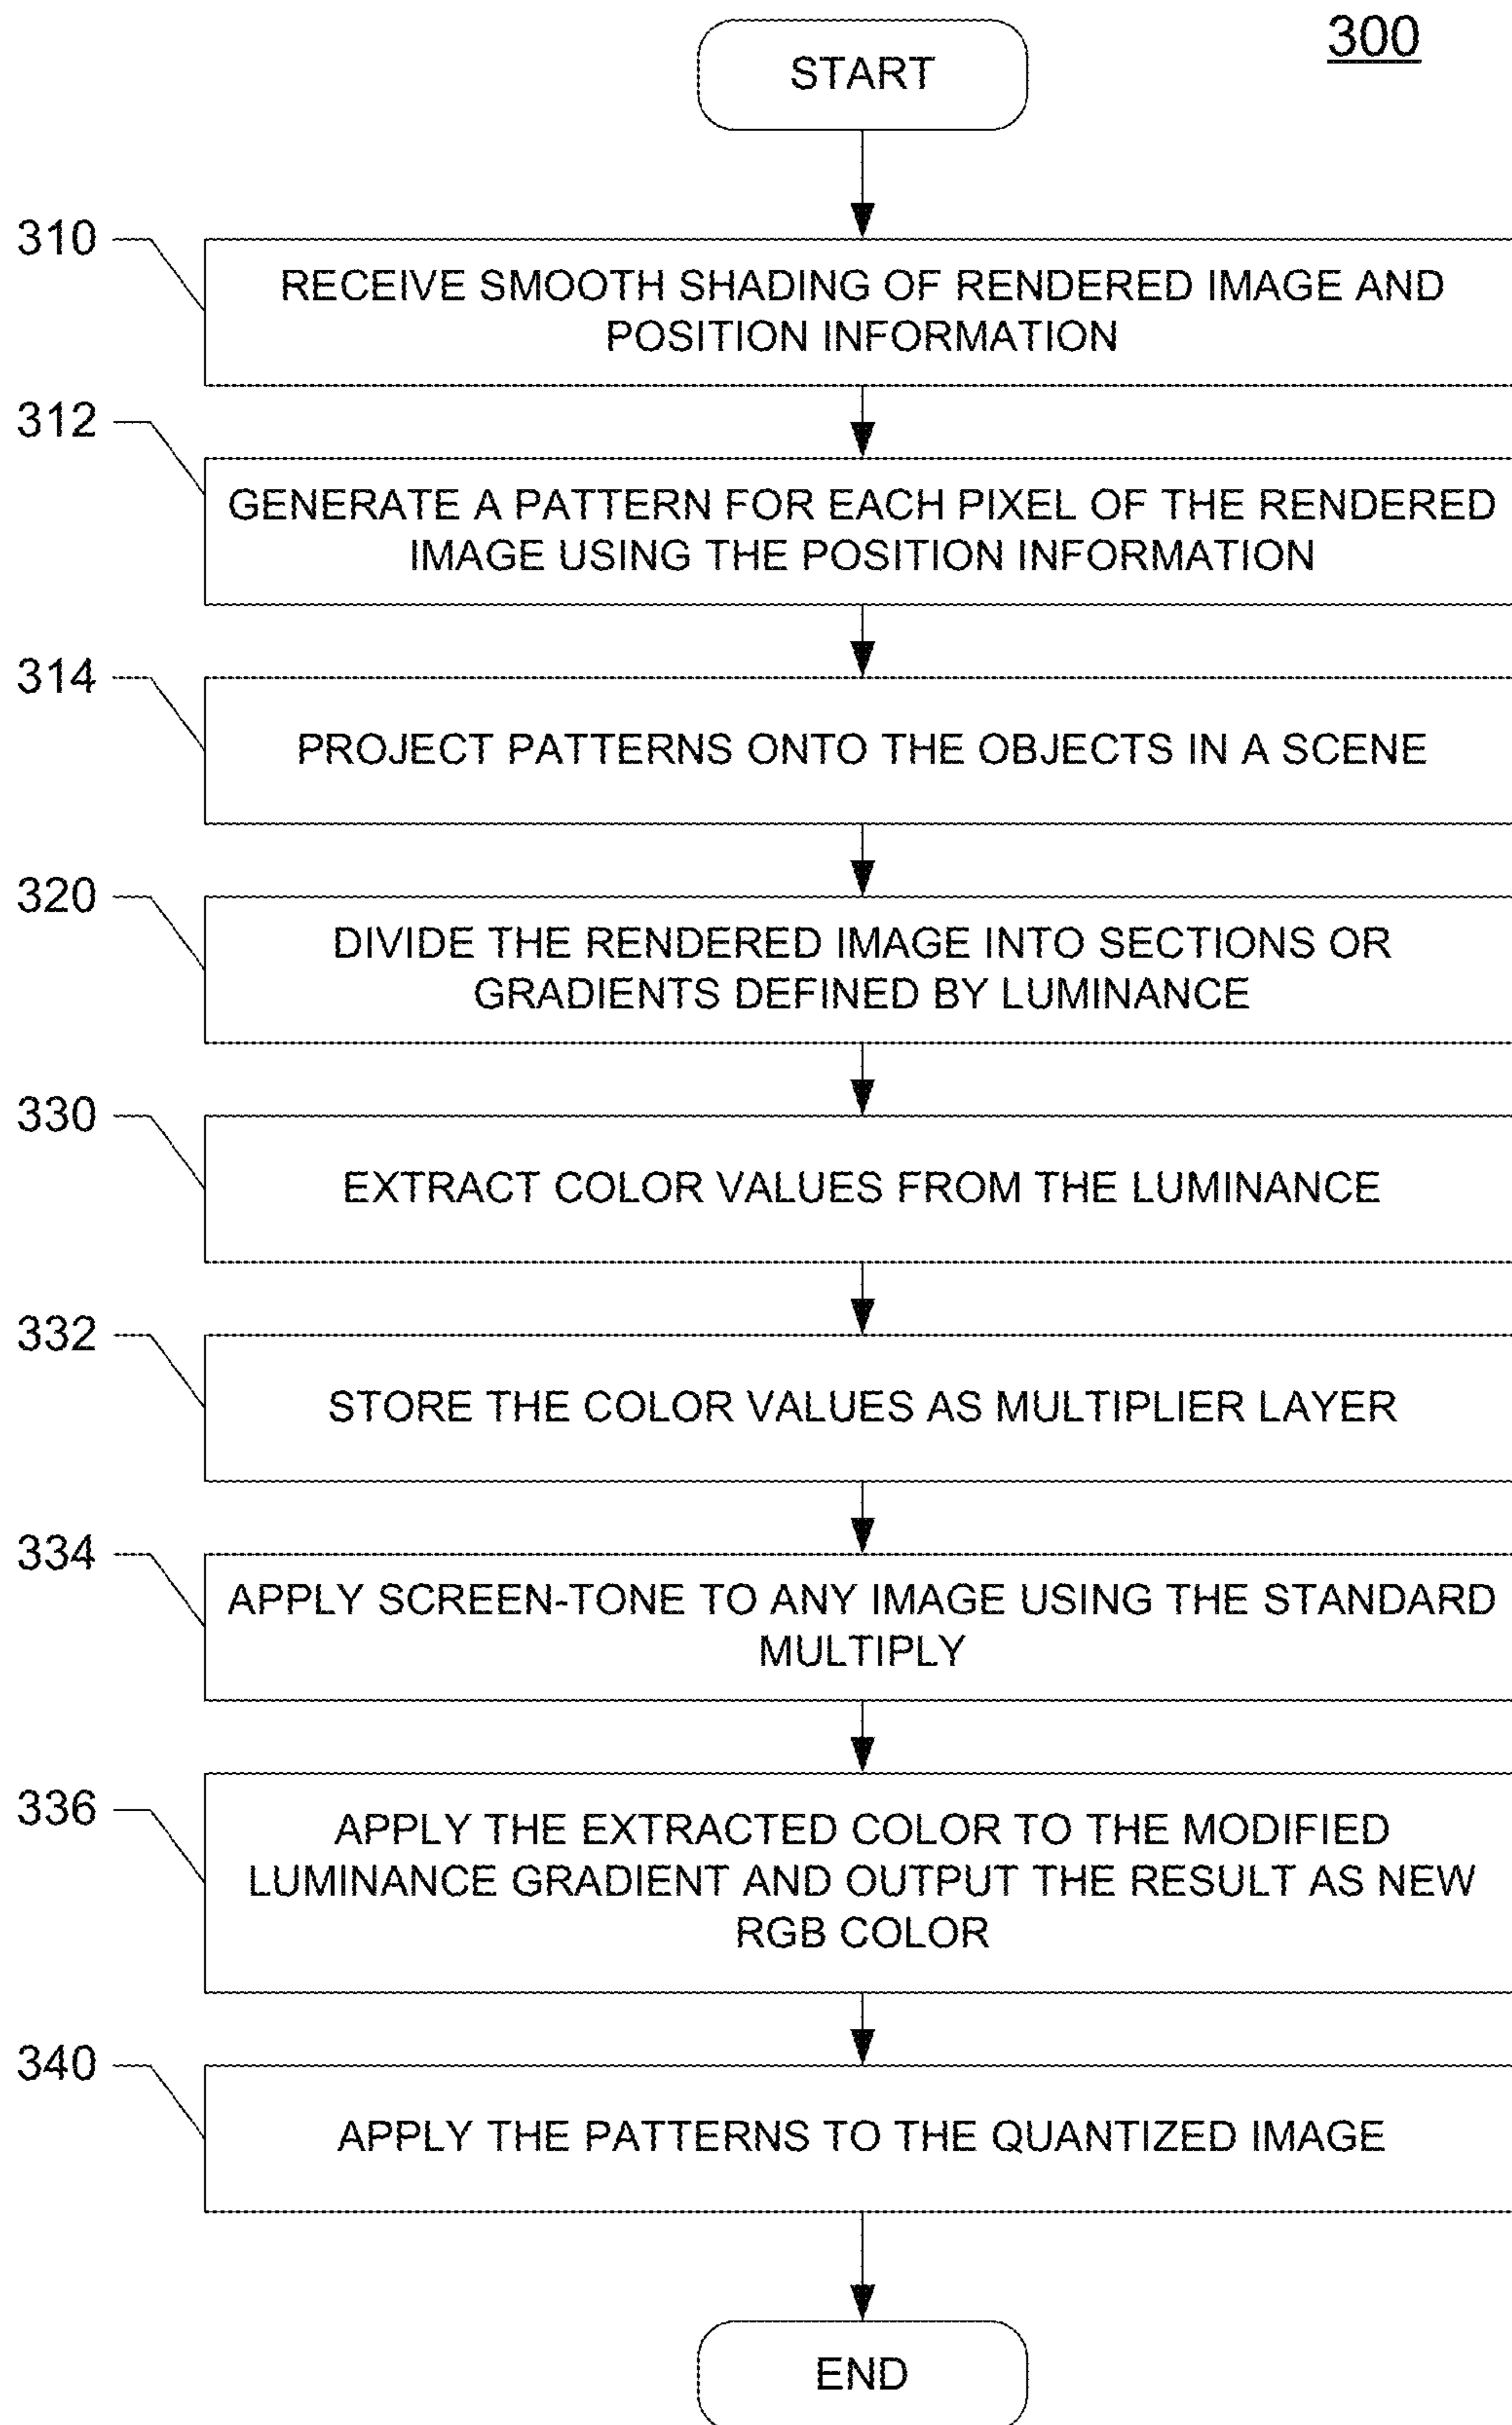 300
START
310
RECEIVE SMOOTH SHADING OF RENDERED IMAGE AND
POSITION INFORMATION
312
GENERATE A PATTERN FOR EACH PIXEL OF THE RENDERED
IMAGE USING THE POSITION INFORMATION
314
PROJECT PATTERNS ONTO THE OBJECTS IN A SCENE
320
DIVIDE THE RENDERED IMAGE INTO SECTIONS OR
GRADIENTS DEFINED BY LUMINANCE
330
EXTRACT COLOR VALUES FROM THE LUMINANCE
332
STORE THE COLOR VALUES AS MULTIPLIER LAYER
334
APPLY SCREEN-TONE TO ANY IMAGE USING THE STANDARD
MULTIPLY
336
APPLY THE EXTRACTED COLOR TO THE MODIFIED
LUMINANCE GRADIENT AND OUTPUT THE RESULT AS NEW
RGB COLOR
340
APPLY THE PATTERNS TO THE QUANTIZED IMAGE
END